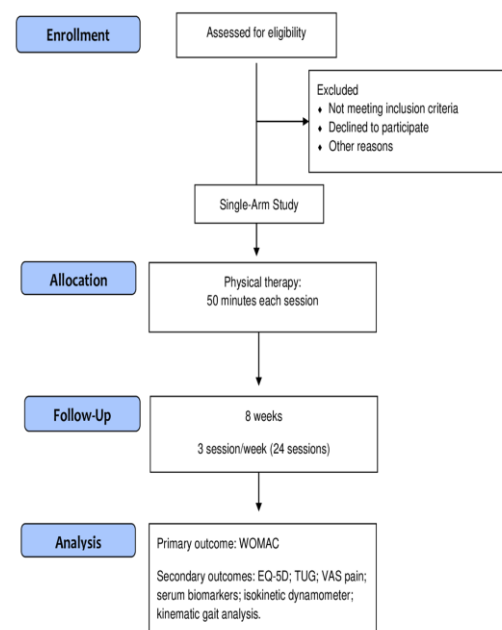 Enrollment
Assessed for eligibility
Excluded
♦ Not meeting inclusion criteria
♦ Declined to participate
♦ Other reasons
Single-Arm Study
Allocation
Physical therapy:
50 minutes each session
Follow-Up
8 weeks
3 session/week (24 sessions)
Analysis
Primary outcome: WOMAC
Secondary outcomes: EQ-5D; TUG; VAS pain;
serum biomarkers; isokinetic dynamometer;
kinematic gait analysis.